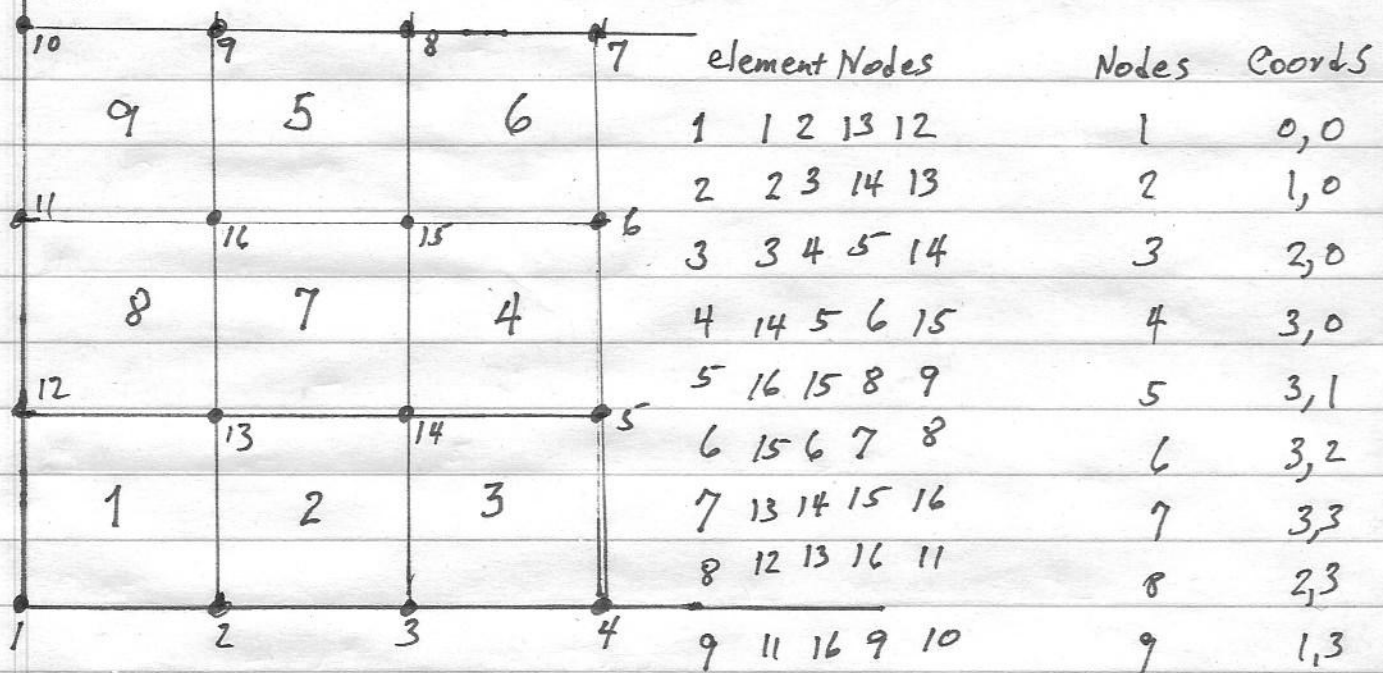 10 9 8 7
element Nodes Nodes Coords
9 5 6
1 1 2 13 12 1 0,0
2 2 3 14 13 2 1,0
11 16 15 6
3 3 4 5 14 3 2,0
8 7 4
4 14 5 6 15 4 3,0
5 16 15 8 9 5 3,1
12 13 14 5
6 15 6 7 8 6 3,2
1 2 3
7 13 14 15 16 7 3,3
8 12 13 16 11 8 2,3
1 2 3 4
9 11 16 9 10 9 1,3